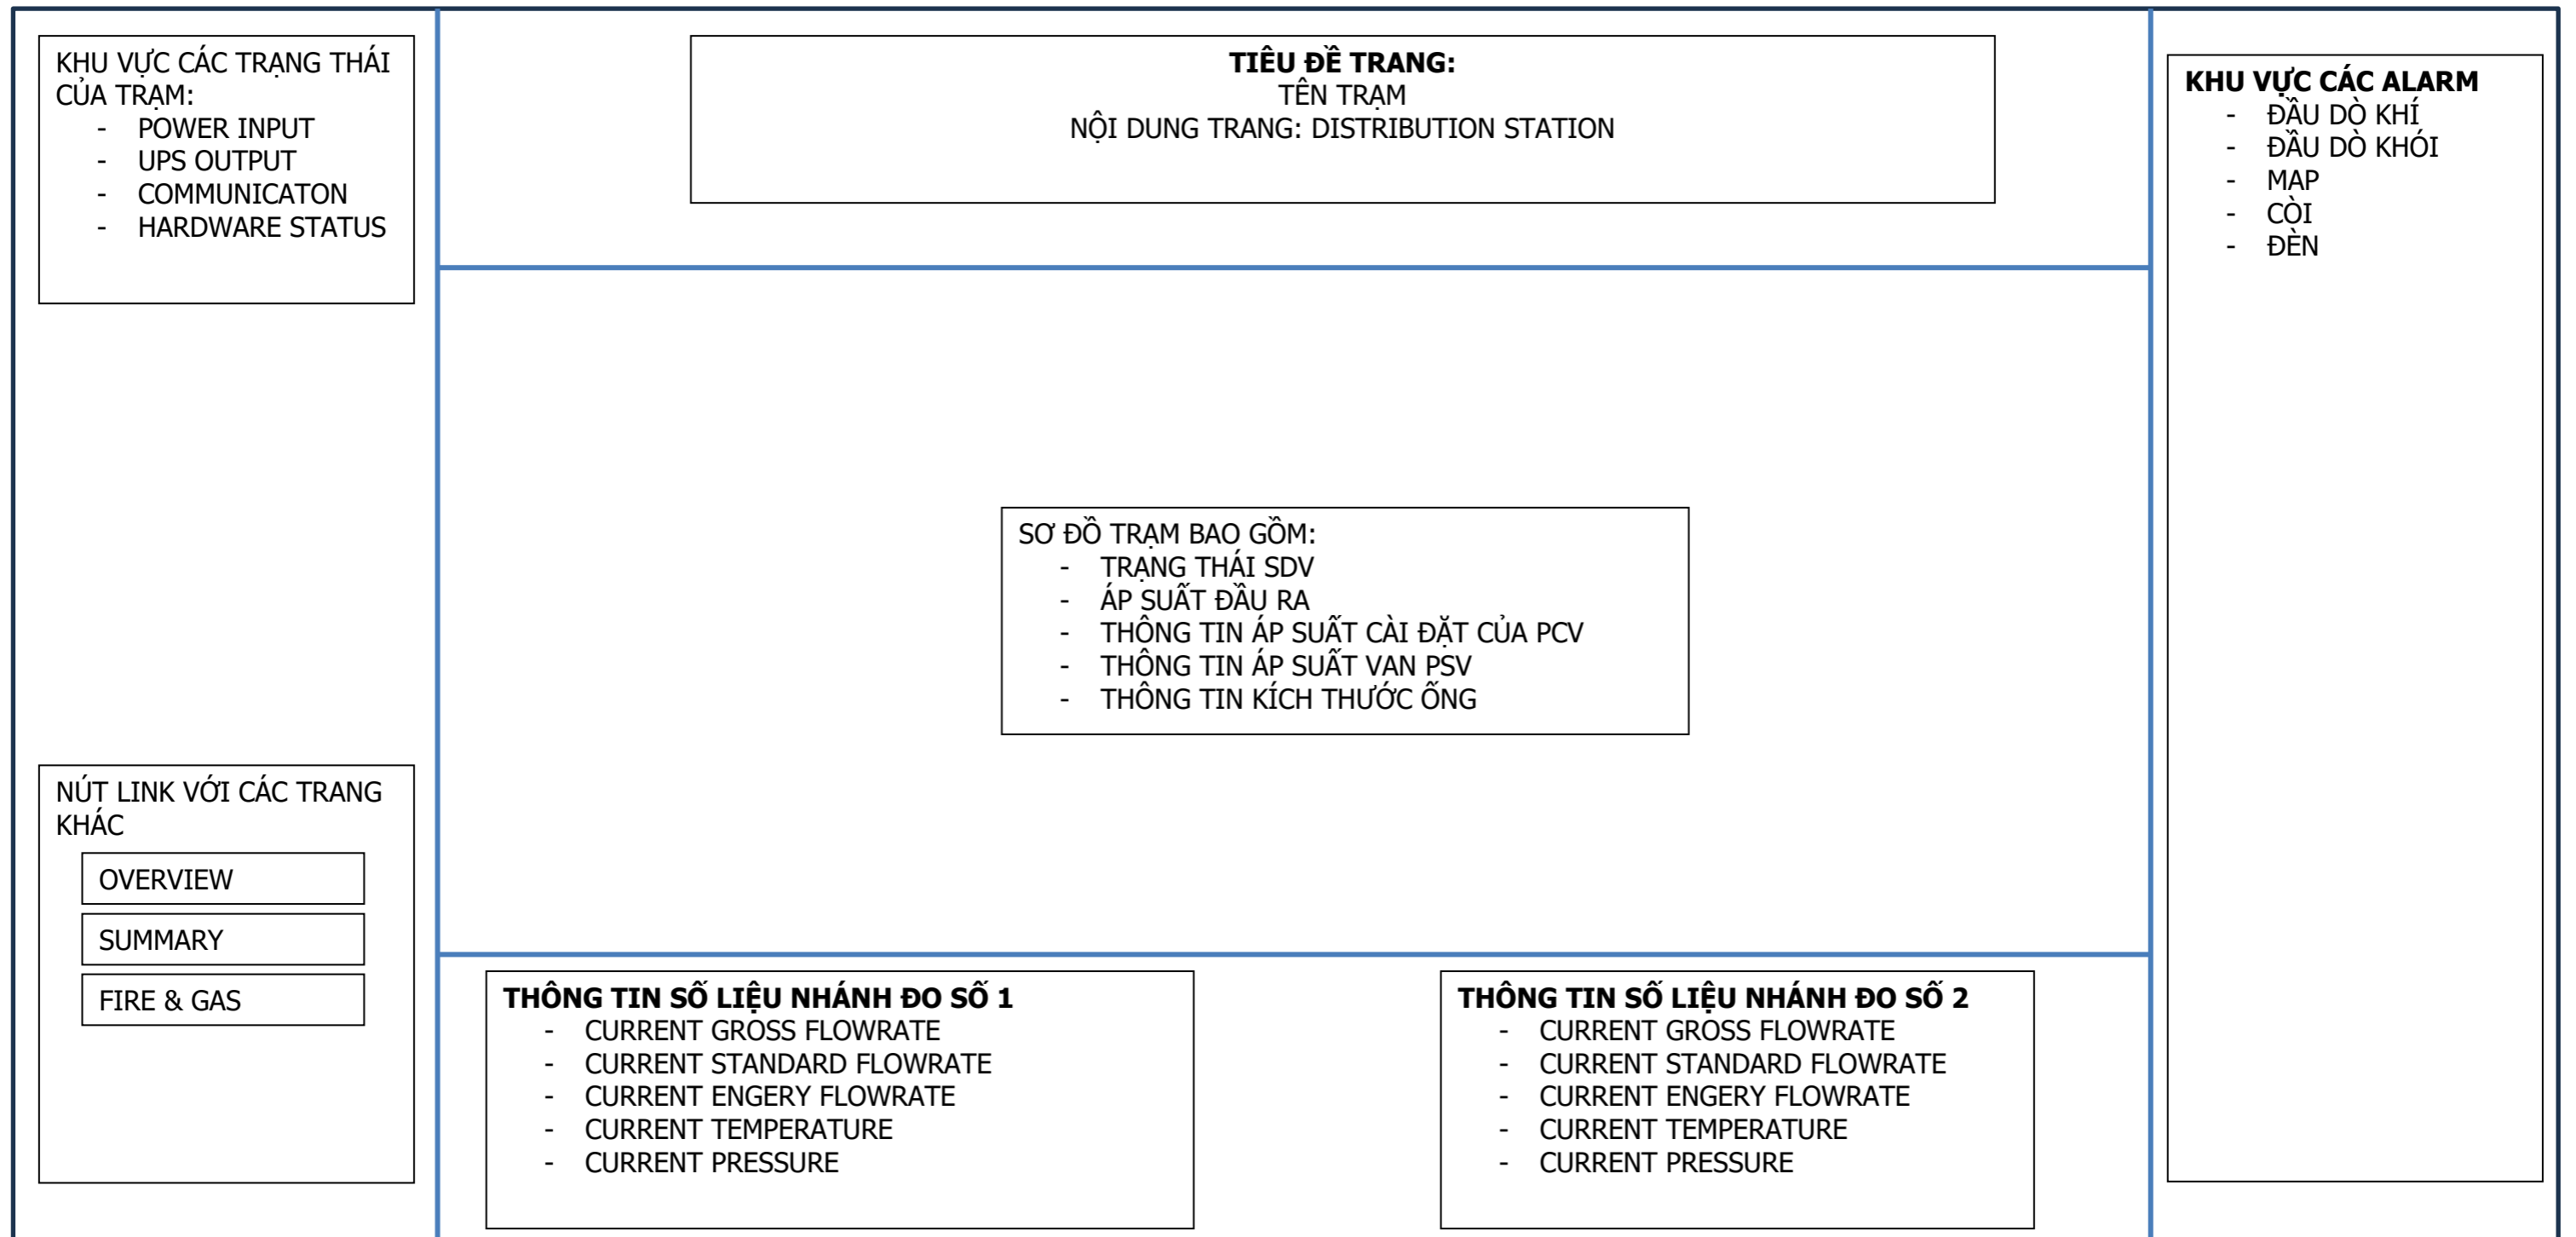 KHU VỰC CÁC TRẠNG THÁI
CỦA TRẠM:
- POWER INPUT
- UPS OUTPUT
- COMMUNICATON
- HARDWARE STATUS
TIÊU ĐỀ TRANG:
TÊN TRẠM
NỘI DUNG TRANG: DISTRIBUTION STATION
KHU VỰC CÁC ALARM
- ĐẦU DÒ KHÍ
- ĐẦU DÒ KHÓI
- MAP
- CÒI
- ĐÈN
SƠ ĐỒ TRẠM BAO GỒM:
- TRẠNG THÁI SDV
- ÁP SUẤT ĐẦU RA
- THÔNG TIN ÁP SUẤT CÀI ĐẶT CỦA PCV
- THÔNG TIN ÁP SUẤT VAN PSV
- THÔNG TIN KÍCH THƯỚC ỐNG
NÚT LINK VỚI CÁC TRANG
KHÁC
OVERVIEW
SUMMARY
FIRE & GAS
THÔNG TIN SỐ LIỆU NHÁNH ĐO SỐ 1
- CURRENT GROSS FLOWRATE
- CURRENT STANDARD FLOWRATE
- CURRENT ENGERY FLOWRATE
- CURRENT TEMPERATURE
- CURRENT PRESSURE
THÔNG TIN SỐ LIỆU NHÁNH ĐO SỐ 2
- CURRENT GROSS FLOWRATE
- CURRENT STANDARD FLOWRATE
- CURRENT ENGERY FLOWRATE
- CURRENT TEMPERATURE
- CURRENT PRESSURE